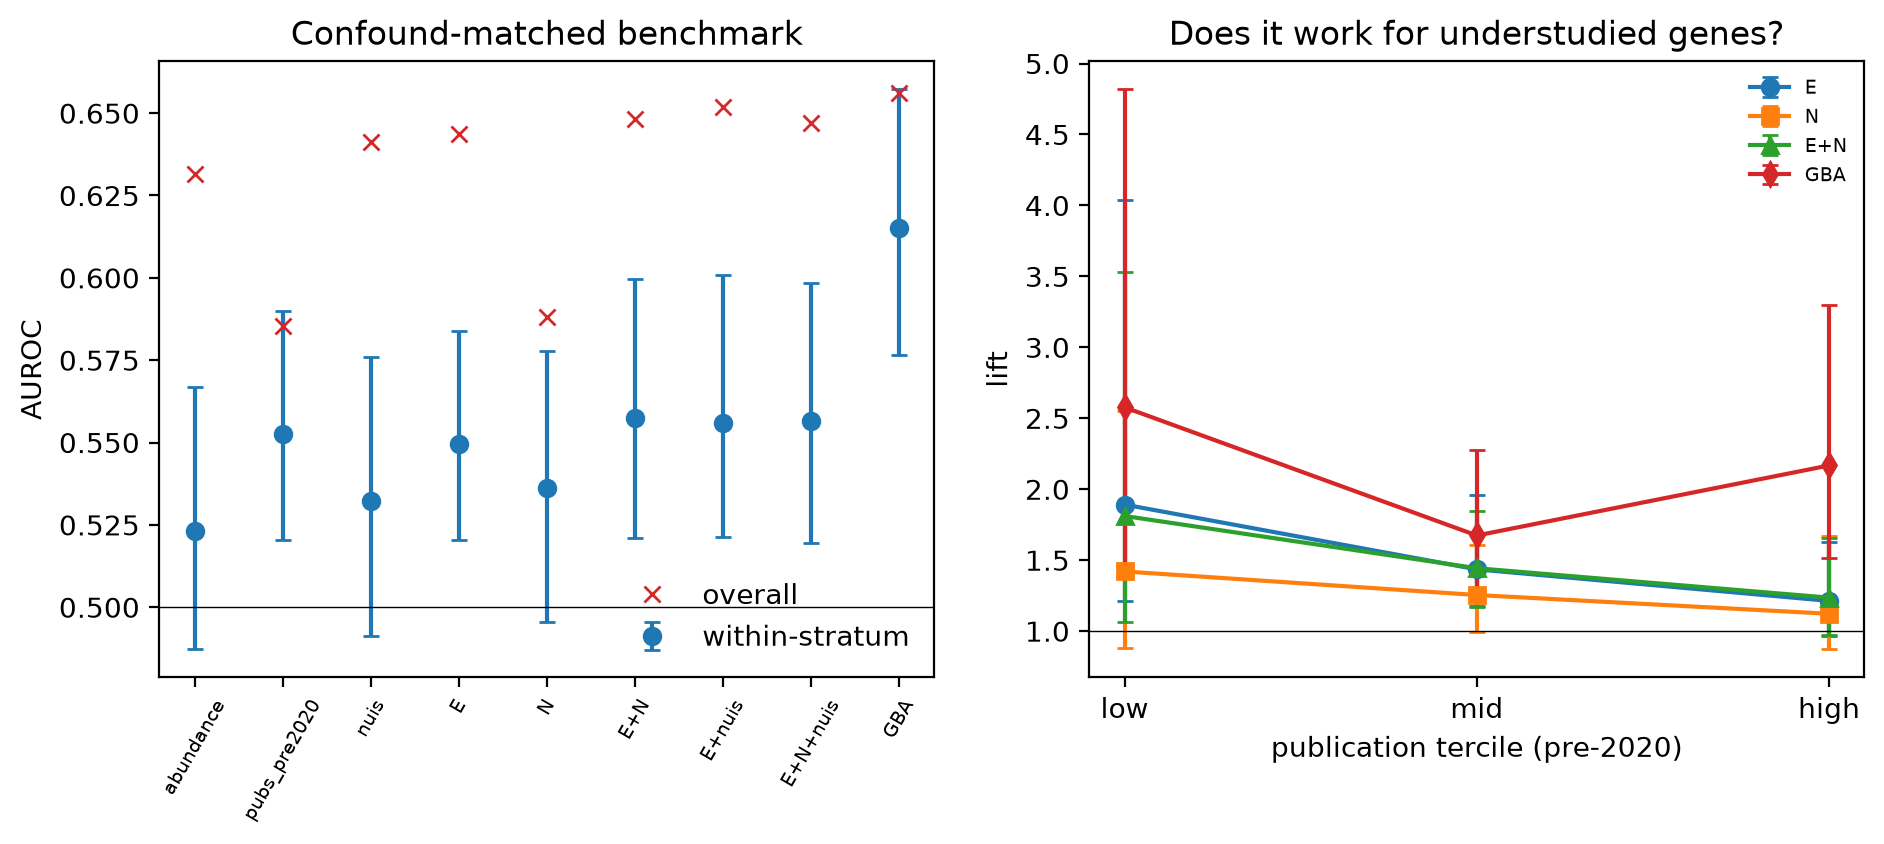 Confound-matched benchmark
AUROC
0.650
0.625
0.600
0.575
0.550
0.525
0.500
overall
within-stratum
abundance
pubs_pre2020
nuis
E
N
E+N
E+nuis
E+N+nuis
GBA
Does it work for understudied genes?
lift
5.0
4.5
4.0
3.5
3.0
2.5
2.0
1.5
1.0
E
N
E+N
GBA
low
mid
high
publication tercile (pre-2020)